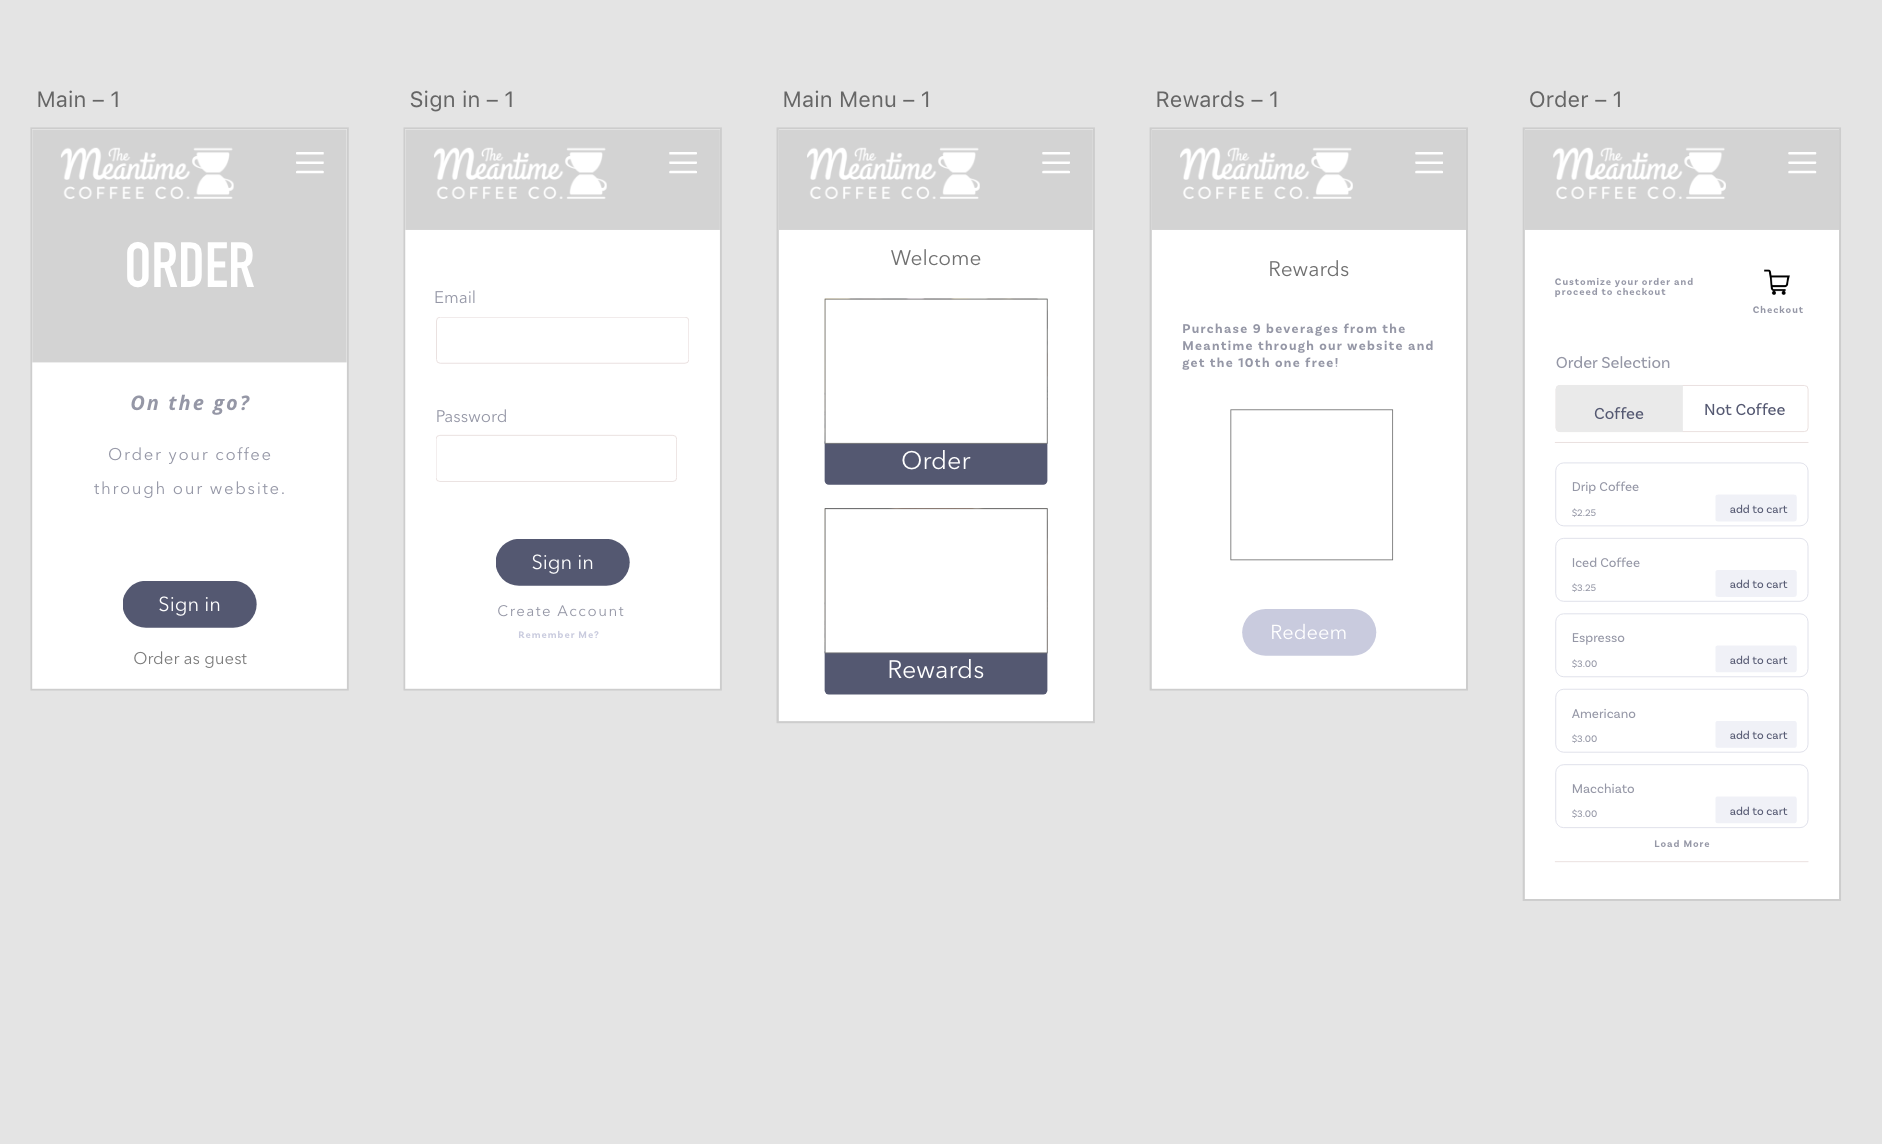 Main – 1
The
Meantime
COFFEE CO.
ORDER
On the go?
Order your coffee
through our website.
Sign in
Order as guest
Sign in – 1
The
Meantime
COFFEE CO.
Email
Password
Sign in
Create Account
Remember Me?
Main Menu – 1
The
Meantime
COFFEE CO.
Welcome
Order
Rewards
Rewards – 1
The
Meantime
COFFEE CO.
Rewards
Purchase 9 beverages from the
Meantime through our website and
get the 10th one free!
Redeem
Order – 1
The
Meantime
COFFEE CO.
Customize your order and
proceed to checkout
Checkout
Order Selection
Coffee
Not Coffee
Drip Coffee
$2.25
add to cart
Iced Coffee
$3.25
add to cart
Espresso
$3.00
add to cart
Americano
$3.00
add to cart
Macchiato
$3.00
add to cart
Load More